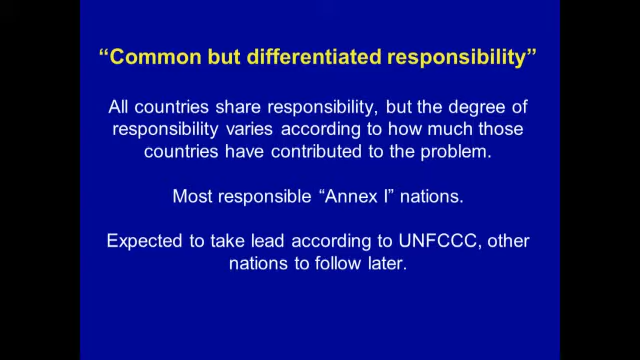 “Common but differentiated responsibility”
All countries share responsibility, but the degree of
responsibility varies according to how much those
countries have contributed to the problem.
Most responsible “Annex I” nations.
Expected to take lead according to UNFCCC, other
nations to follow later.